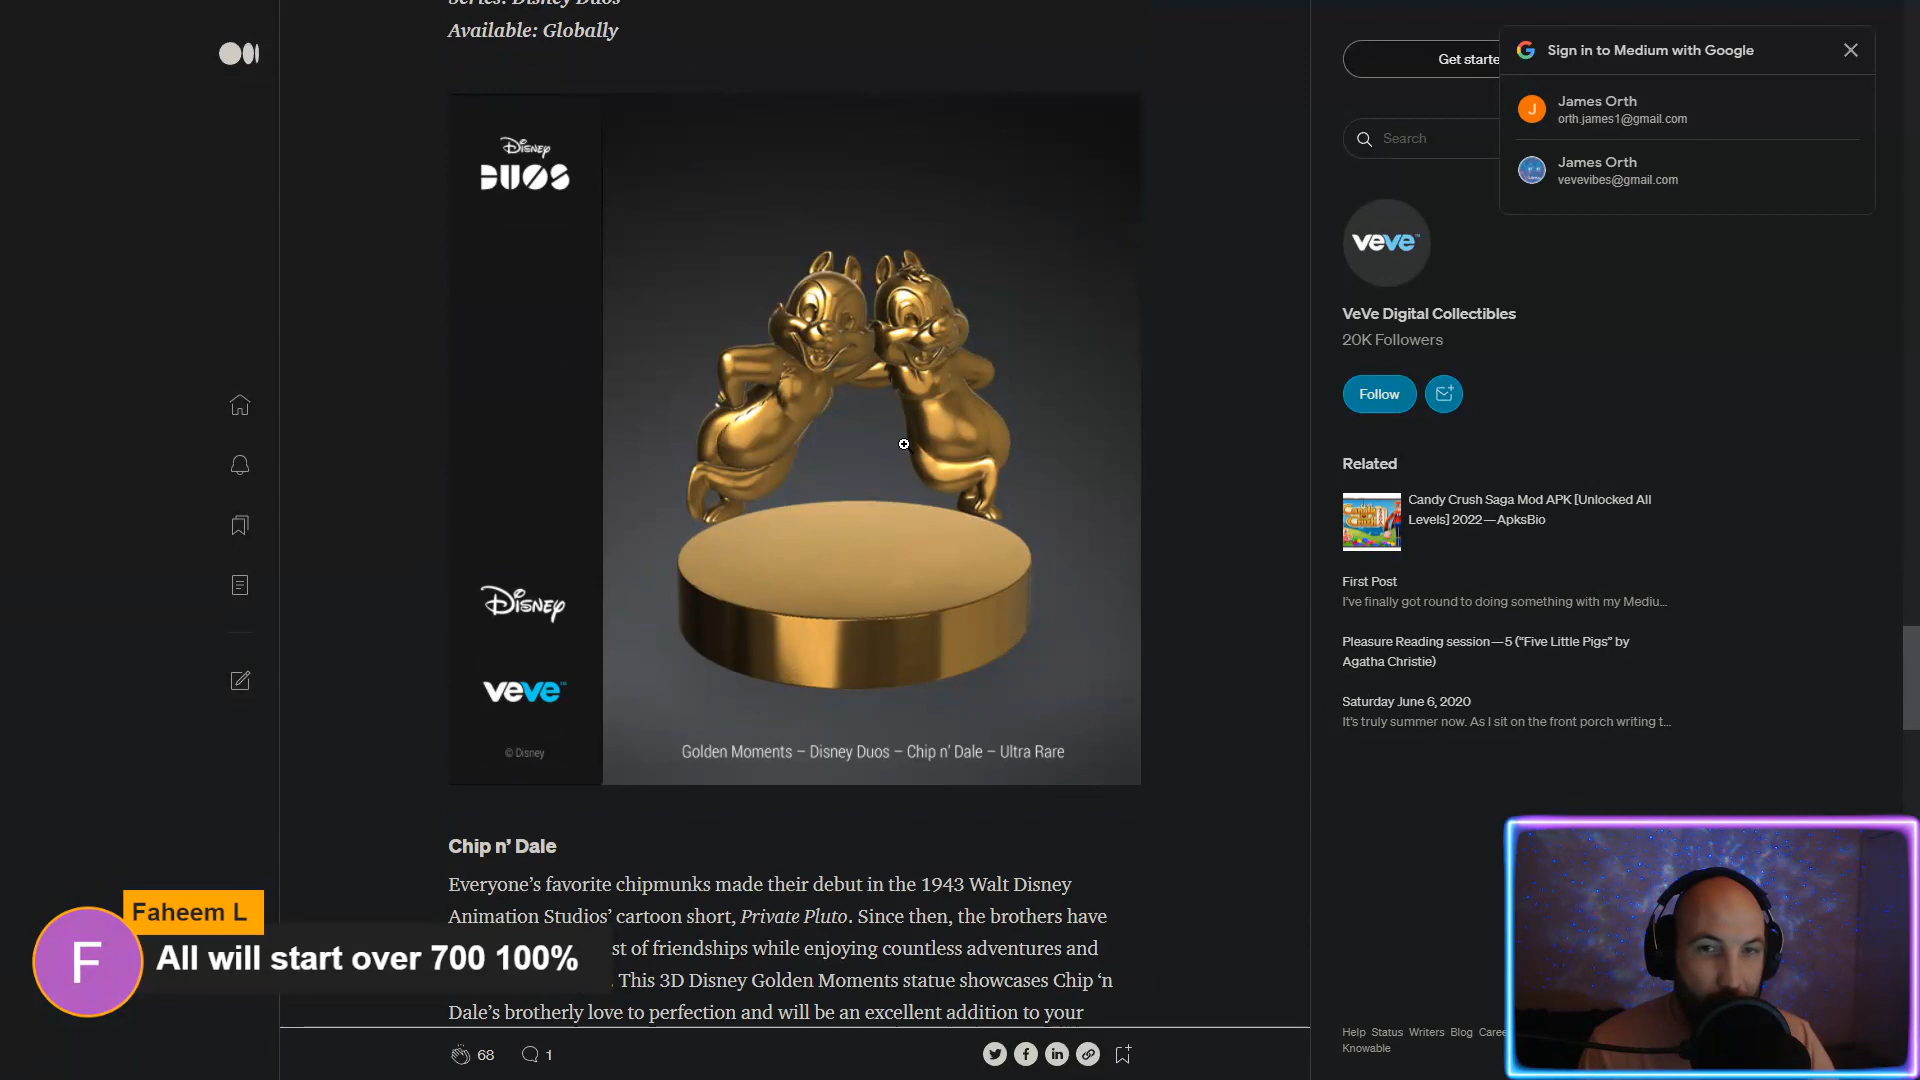 Series: Disney Duos
Available: Globally
Disney
DUOS
Disney
veve
© Disney
Golden Moments – Disney Duos – Chip n' Dale – Ultra Rare
Chip n' Dale
Everyone's favorite chipmunks made their debut in the 1943 Walt Disney
Animation Studios' cartoon short, Private Pluto. Since then, the brothers have
st of friendships while enjoying countless adventures and
. This 3D Disney Golden Moments statue showcases Chip 'n
Dale's brotherly love to perfection and will be an excellent addition to your
68
1
Faheem L
F
All will start over 700 100%
Get starte
Sign in to Medium with Google
J
James Orth
orth.james1@gmail.com
James Orth
vevevibes@gmail.com
Search
veve
VeVe Digital Collectibles
20K Followers
Follow
Related
Candy Crush Saga Mod APK [Unlocked All
Levels] 2022—ApksBio
First Post
I've finally got round to doing something with my Mediu...
Pleasure Reading session—5 ("Five Little Pigs" by
Agatha Christie)
Saturday June 6, 2020
It's truly summer now. As I sit on the front porch writing t...
Help Status Writers Blog Caree
Knowable